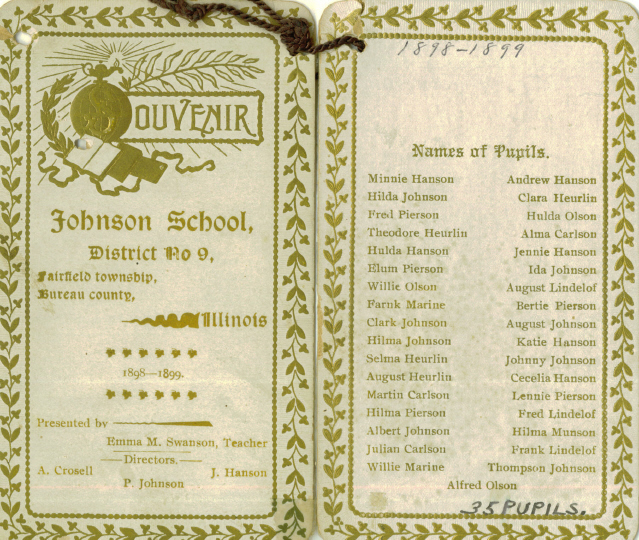 SOUVENIR
Johnson School,
District No 9,
Fairfield township,
Bureau county,
Illinois
1898—1899.
Presented by
Emma M. Swanson, Teacher
Directors.
A. Crosell J. Hanson
P. Johnson
1898-1899
Names of Pupils.
Minnie Hanson Andrew Hanson
Hilda Johnson Clara Heurlin
Fred Pierson Hulda Olson
Theodore Heurlin Alma Carlson
Hulda Hanson Jennie Hanson
Elum Pierson Ida Johnson
Willie Olson August Lindelof
Farnk Marine Bertie Pierson
Clark Johnson August Johnson
Hilma Johnson Katie Hanson
Selma Heurlin Johnny Johnson
August Heurlin Cecelia Hanson
Martin Carlson Lennie Pierson
Hilma Pierson Fred Lindelof
Albert Johnson Hilma Munson
Julian Carlson Frank Lindelof
Willie Marine Thompson Johnson
Alfred Olson
35 PUPILS.